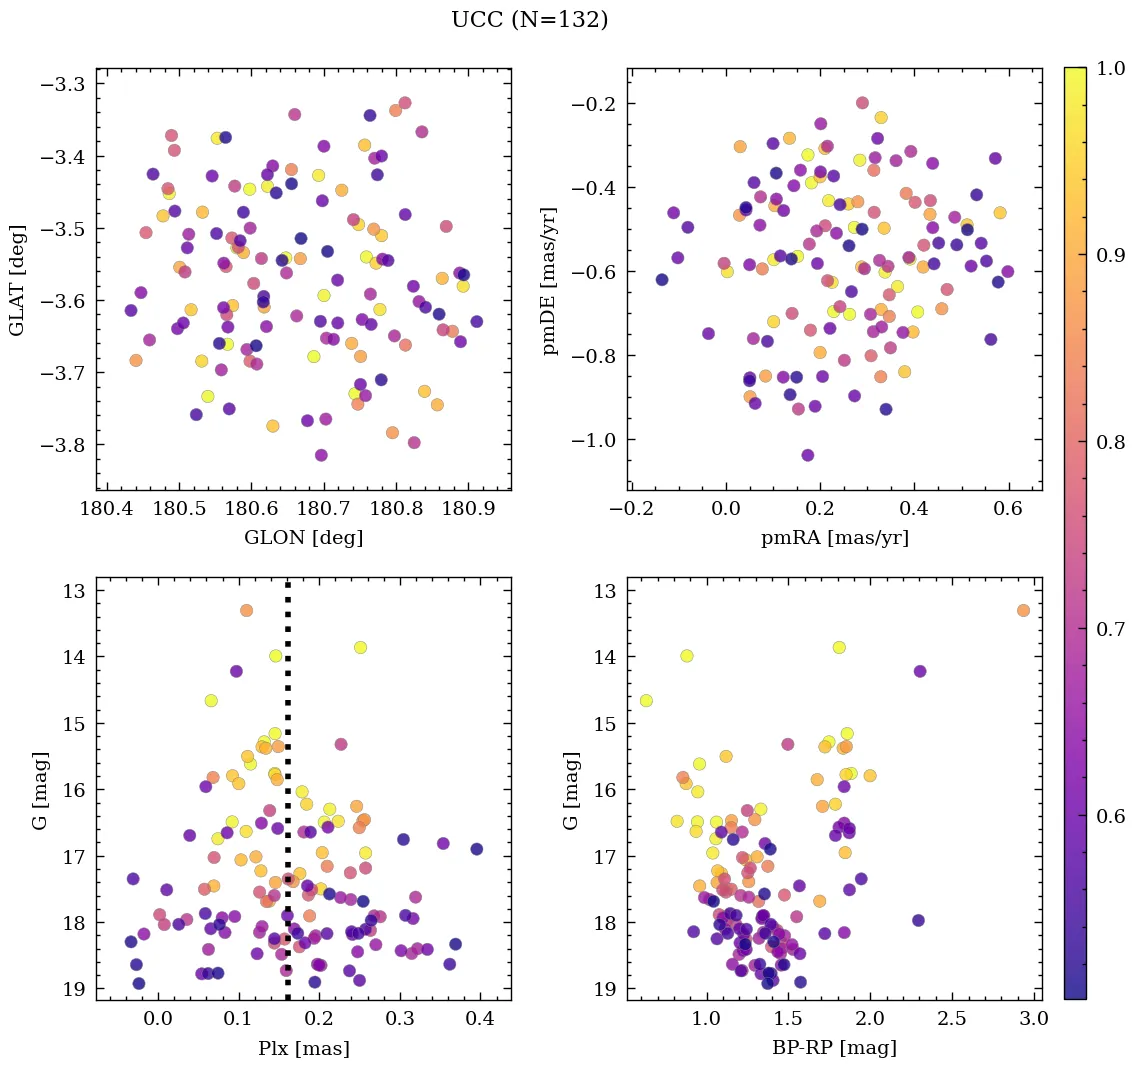 UCC (N=132)
−3.3
−3.4
−3.5
−3.6
−3.7
−3.8
GLAT [deg]
180.4 180.5 180.6 180.7 180.8 180.9
GLON [deg]
−0.2
−0.4
−0.6
−0.8
−1.0
pmDE [mas/yr]
−0.2 0.0 0.2 0.4 0.6
pmRA [mas/yr]
13
14
15
16
17
18
19
G [mag]
0.0 0.1 0.2 0.3 0.4
Plx [mas]
13
14
15
16
17
18
19
G [mag]
1.0 1.5 2.0 2.5 3.0
BP-RP [mag]
1.0
0.9
0.8
0.7
0.6